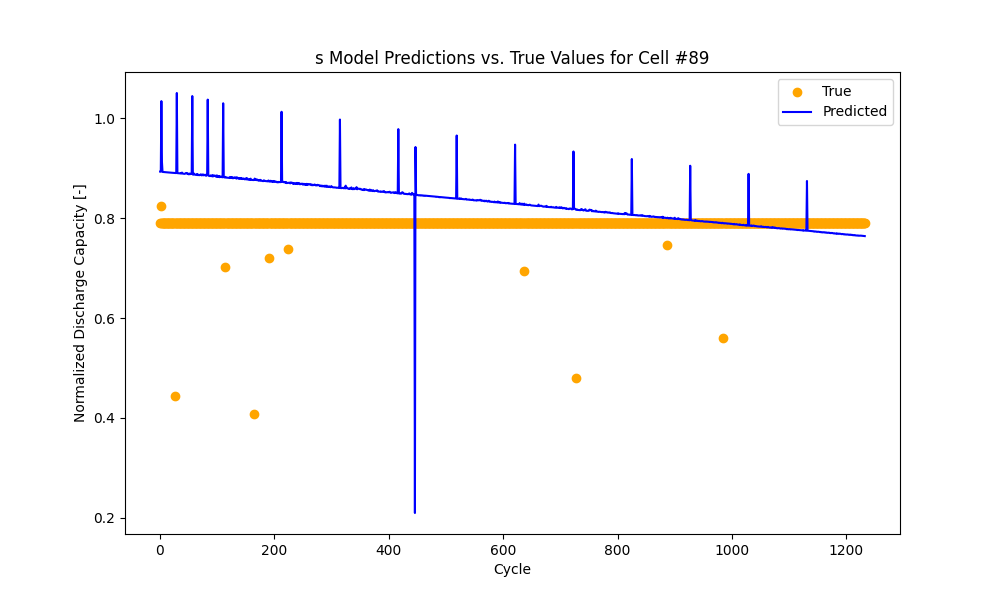 s Model Predictions vs. True Values for Cell #89
True
Predicted
Normalized Discharge Capacity [-]
1.0
0.8
0.6
0.4
0.2
0 200 400 600 800 1000 1200
Cycle